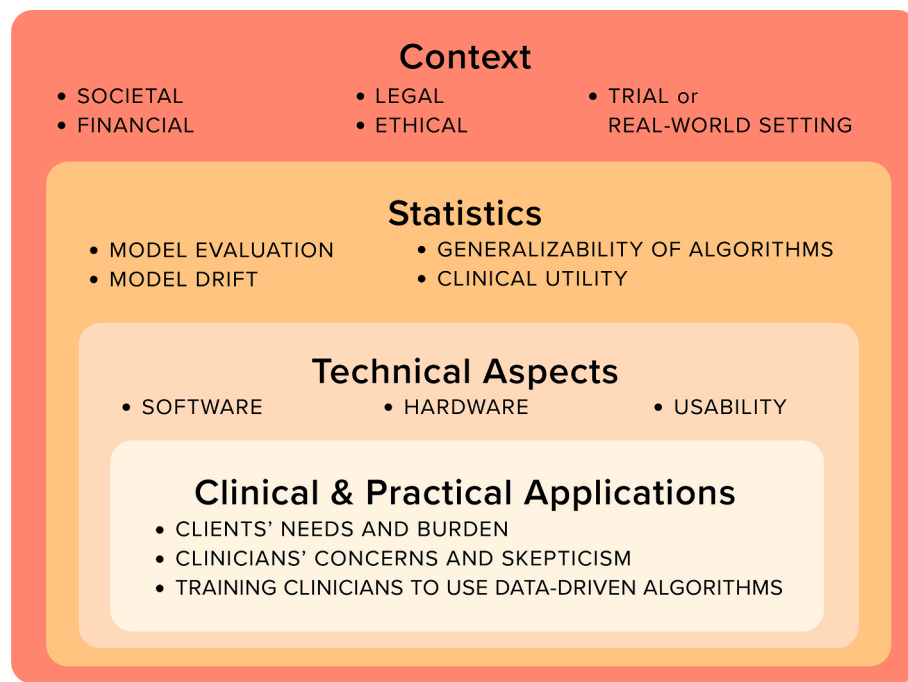 Context
• SOCIETAL
• FINANCIAL
• LEGAL
• ETHICAL
• TRIAL or
REAL-WORLD SETTING
Statistics
• MODEL EVALUATION
• MODEL DRIFT
• GENERALIZABILITY OF ALGORITHMS
• CLINICAL UTILITY
Technical Aspects
• SOFTWARE
• HARDWARE
• USABILITY
Clinical & Practical Applications
• CLIENTS’ NEEDS AND BURDEN
• CLINICIANS’ CONCERNS AND SKEPTICISM
• TRAINING CLINICIANS TO USE DATA-DRIVEN ALGORITHMS